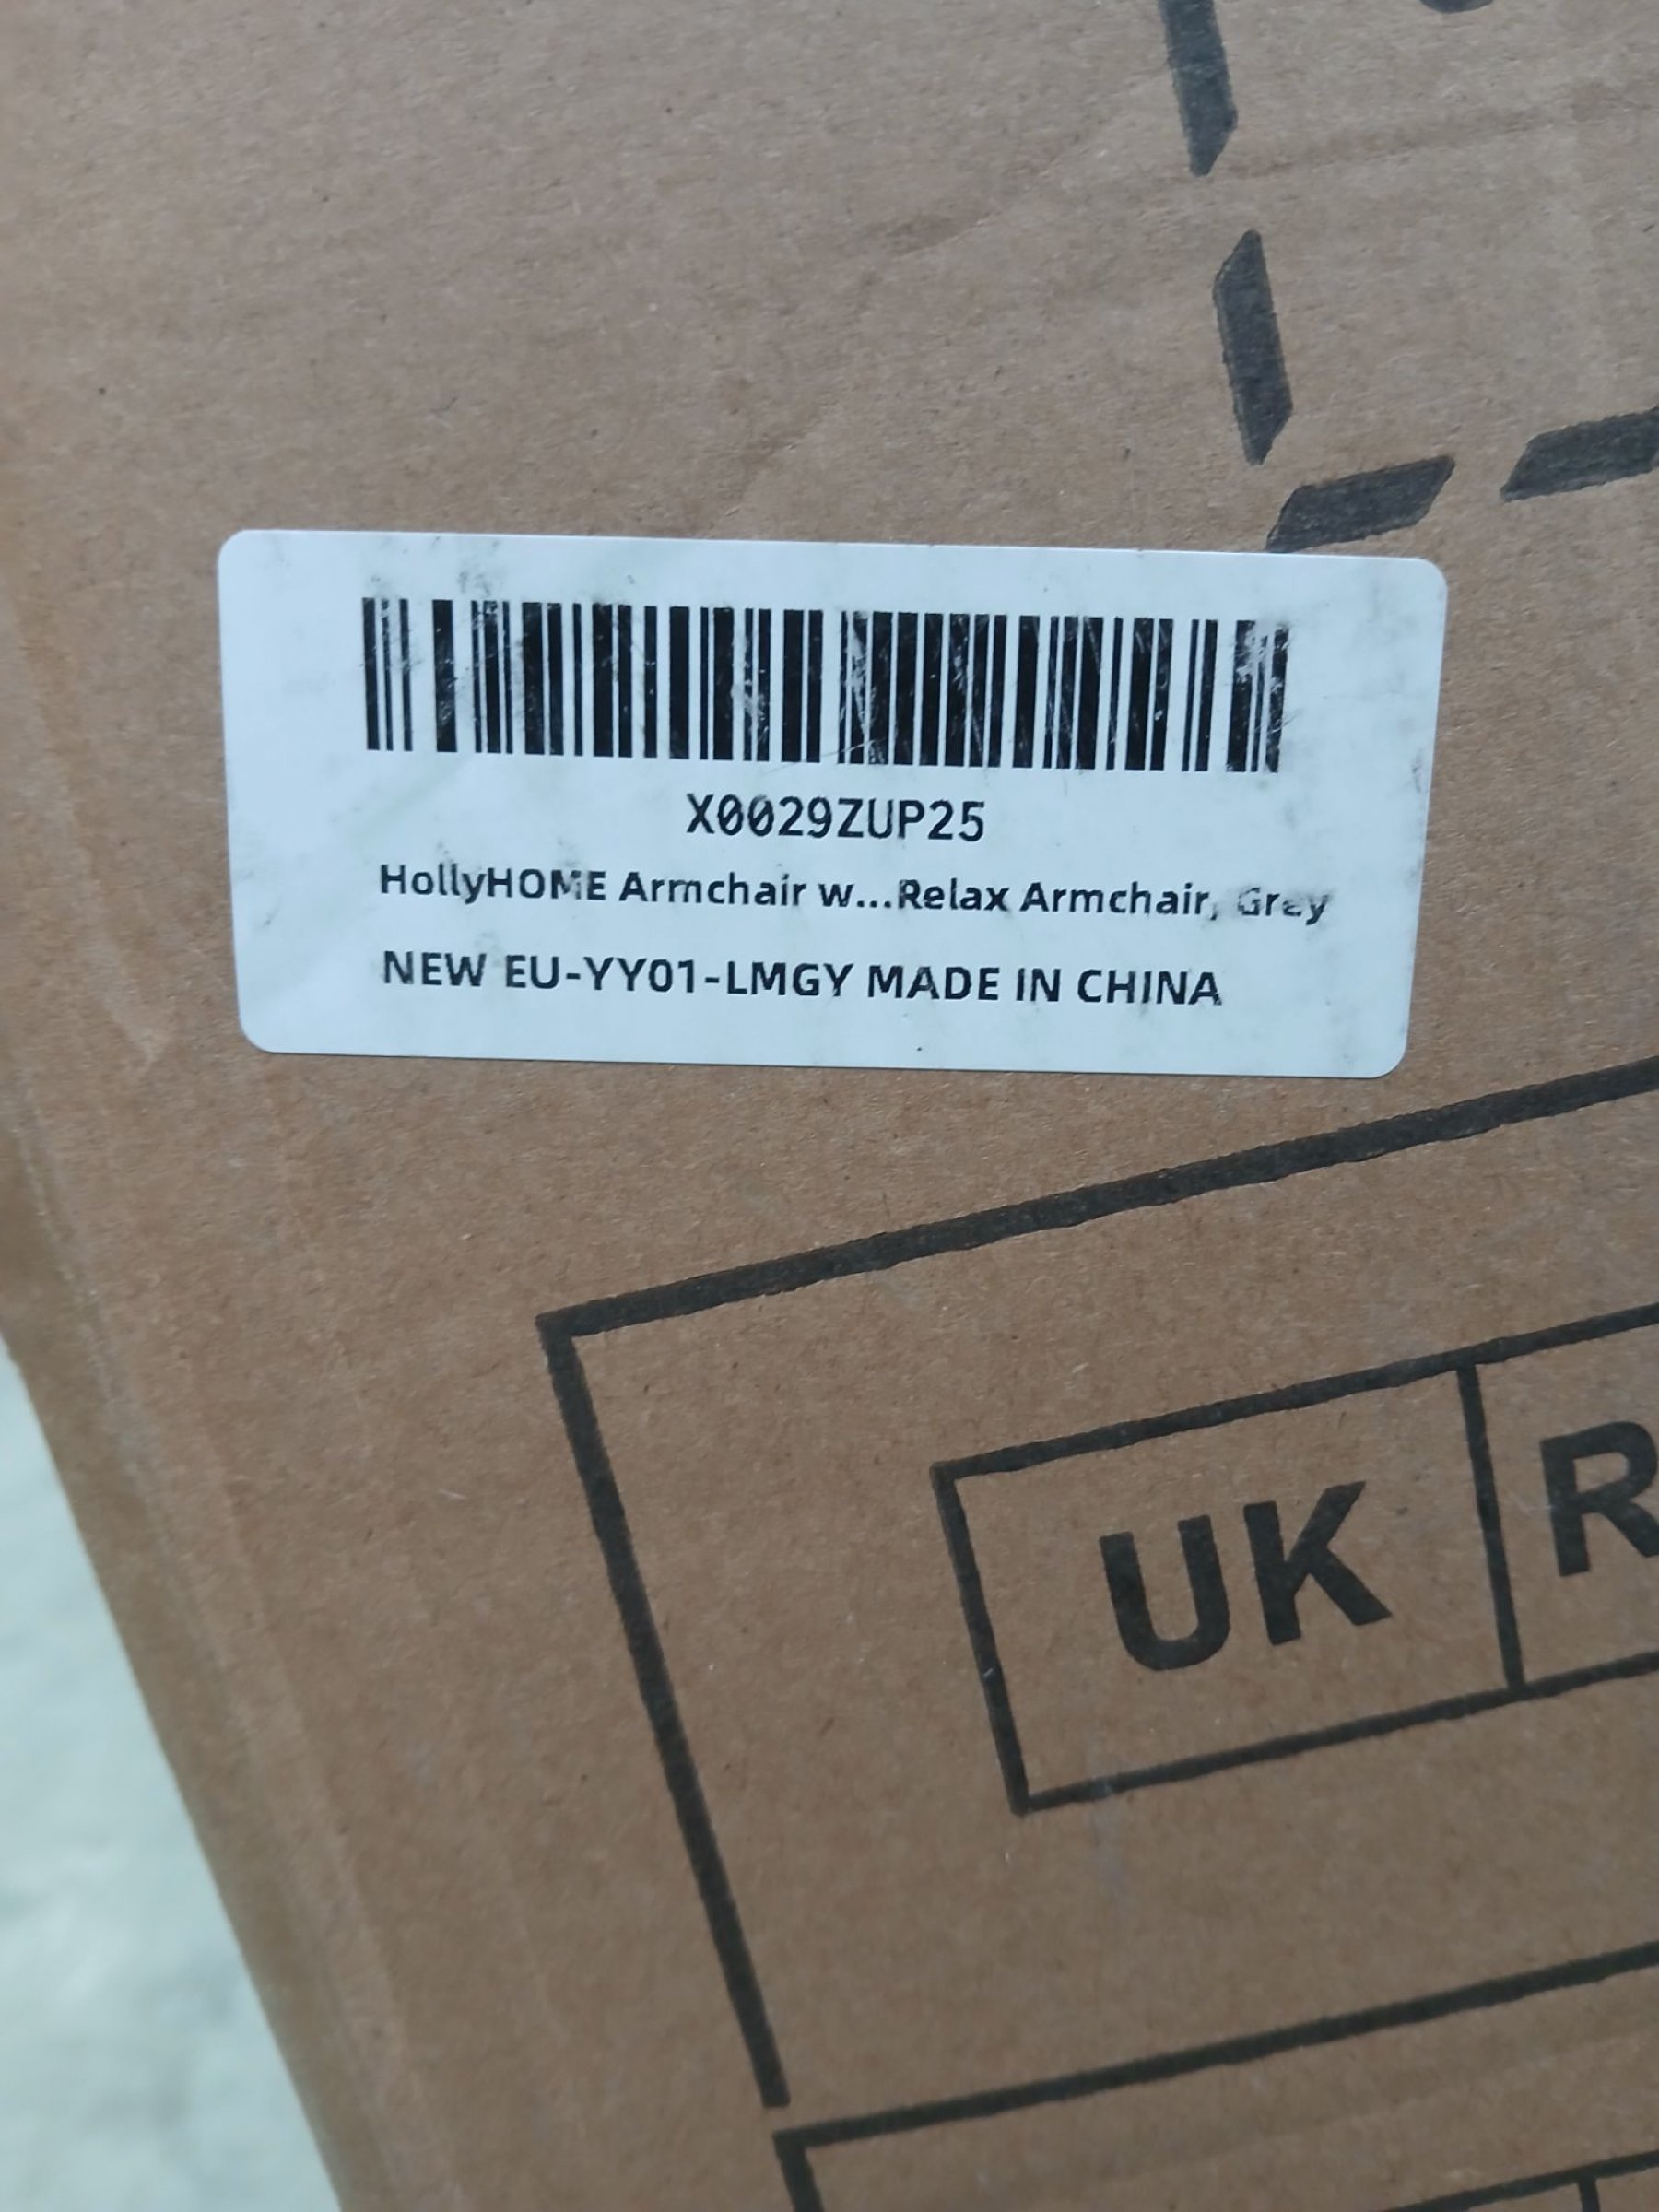 X0029ZUP25
HollyHOME Armchair w...Relax Armchair, Grey
NEW EU-YY01-LMGY MADE IN CHINA
UK
R